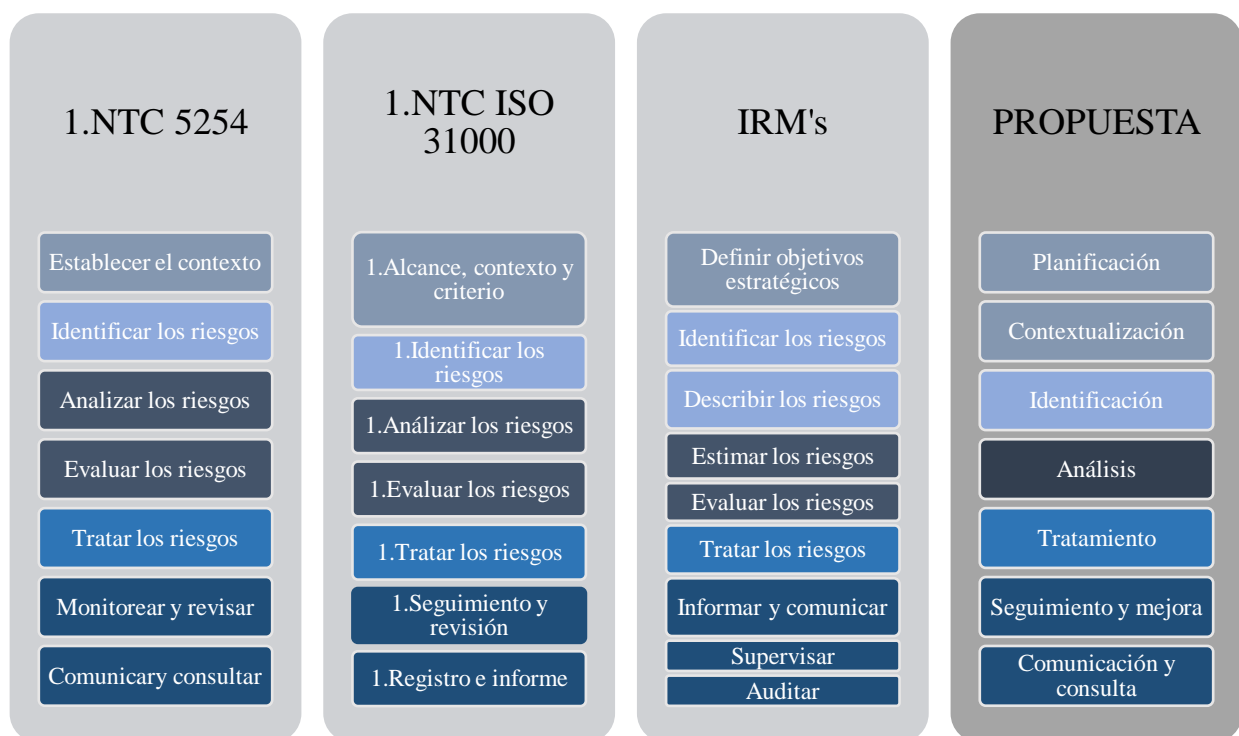 1.NTC 5254
Establecer el contexto
Identificar los riesgos
Analizar los riesgos
Evaluar los riesgos
Tratar los riesgos
Monitorear y revisar
Comunicary consultar
1.NTC ISO
31000
1.Alcance, contexto y
criterio
1.Identificar los
riesgos
1.Análizar los riesgos
1.Evaluar los riesgos
1.Tratar los riesgos
1.Seguimiento y
revisión
1.Registro e informe
IRM's
Definir objetivos
estratégicos
Identificar los riesgos
Describir los riesgos
Estimar los riesgos
Evaluar los riesgos
Tratar los riesgos
Informar y comunicar
Supervisar
Auditar
PROPUESTA
Planificación
Contextualización
Identificación
Análisis
Tratamiento
Seguimiento y mejora
Comunicación y
consulta